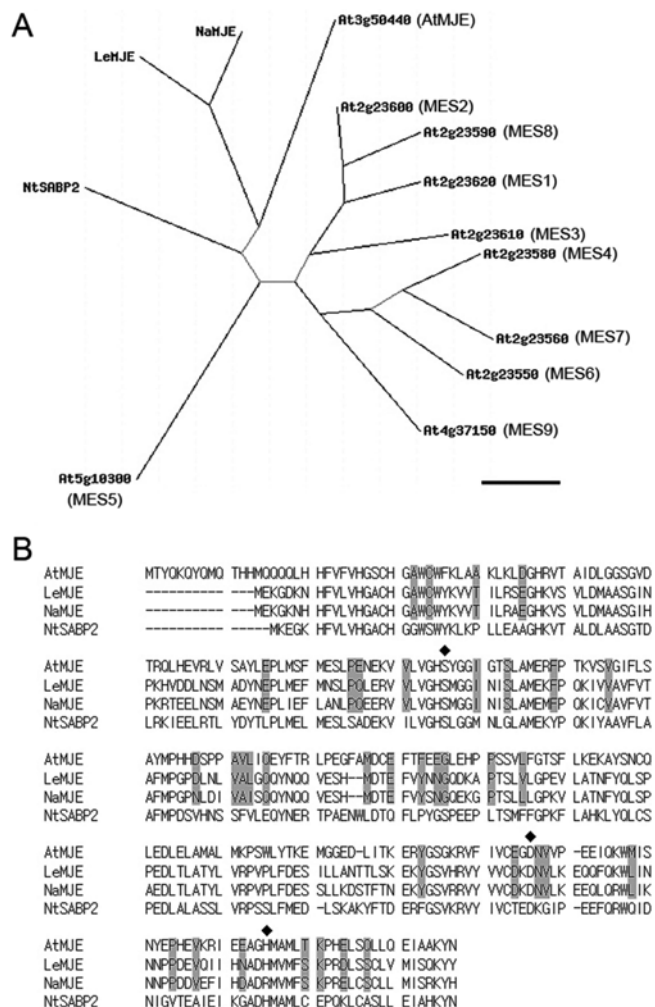 A
NaMJE
At3g50440 (AtMJE)
LeMJE
At2g23600 (MES2)
At2g23590 (MES8)
NtSABP2
At2g23620 (MES1)
At2g23610 (MES3)
At2g23580 (MES4)
At2g23560 (MES7)
At2g23550 (MES6)
At4g37150 (MES9)
At5g10300
(MES5)
B
AtMJE MTYQKQYQMQ THHMQQQQLH HFVFVHGSCH GAWCWFKLAA KLKLDGHRVT AIDLGGSGVD
LeMJE ---------- ---MEKGDKN HFVLVHGACH GAWCWYKVVT ILRSEGHKVS VLDMAASGIN
NaMJE ---------- ---MEKGKNH HFVLVHGACH GAWCWYKVVT ILRAEGHKVS VLDMAASGIH
NtSABP2 ---------- ----MKEGKH HFVLVHGACH GGWSWYKLKP LLEAAGHKVT ALDLAASGTD
◆
AtMJE TRQLHEVRLV SAYLEPLMSF MESLPENEKV VLVGHSYGGI GTSLAMERFP TKVSVGIFLS
LeMJE PKHVDDLNSM ADYNEPLMEF MNSLPQLERV VLVGHSMGGI NISLAMEKFP QKIVVAVFVT
NaMJE PKRTEELNSM AEYNEPLIEF LANLPQEERV VLVGHSMGGI NISLAMEKFP QKIVVAVFVT
NtSABP2 LRKIEELRTL YDYTLPLMEL MESLSADEKV ILVGHSLGGM NLGLAMEKYP QKIYAAVFLA
AtMJE AYMPHHDSPP AVLIQEYFTR LPEGFAMDCE FTFEEGLEHP PSSVLFGTSF LKEKAYSNCQ
LeMJE AFMPGPDLNL VALGQQYNQQ VESH--MDTE FVYNNGQDKA PTSLVLGPEV LATNFYQLSP
NaMJE AFMPGPNLDI VAISQQYNQQ VESH--MDTE FVYSNGQEKG PTSLLLGPKV LATNFYQLSP
NtSABP2 AFMPDSVHNS SFVLEQYNER TPAENWLDTQ FLPYGSPEEP LTSMFFGPKF LAHKLYQLCS
◆
AtMJE LEDLELAMAL MKPSWLYTKE MGGED-LITK ERYGSGKRVF IVCEGDNVYP -EEIQKWMIS
LeMJE PEDLTLATYL VRPVPLFDES ILLANTTLSK EKYGSVHRVY VVCDKDNVLK EQQFQKWLIN
NaMJE AEDLTLATYL VRPVPLFDES SLLKDSTFTN EKYGSVRRVY VVCDKDNVLK EEQLQRWLIK
NtSABP2 PEDLALASSL VRPSSLFMED -LSKAKYFTD ERFGSVKRVY IVCTEDKGIP -EEFQRWQID
◆
AtMJE NYEPHEVKRI EEAGHMAMLT KPHELSQLLQ EIAAKYN
LeMJE NNPPDEVQII HNADHMVMFS KPRDLSSCLV MISQKYY
NaMJE NNPPDDVEFI HDADRMVMFS KPRELCSCLL MISRKYH
NtSABP2 NIGVTEAIEI KGADHMAMLC EPQKLCASLL EIAHKYN